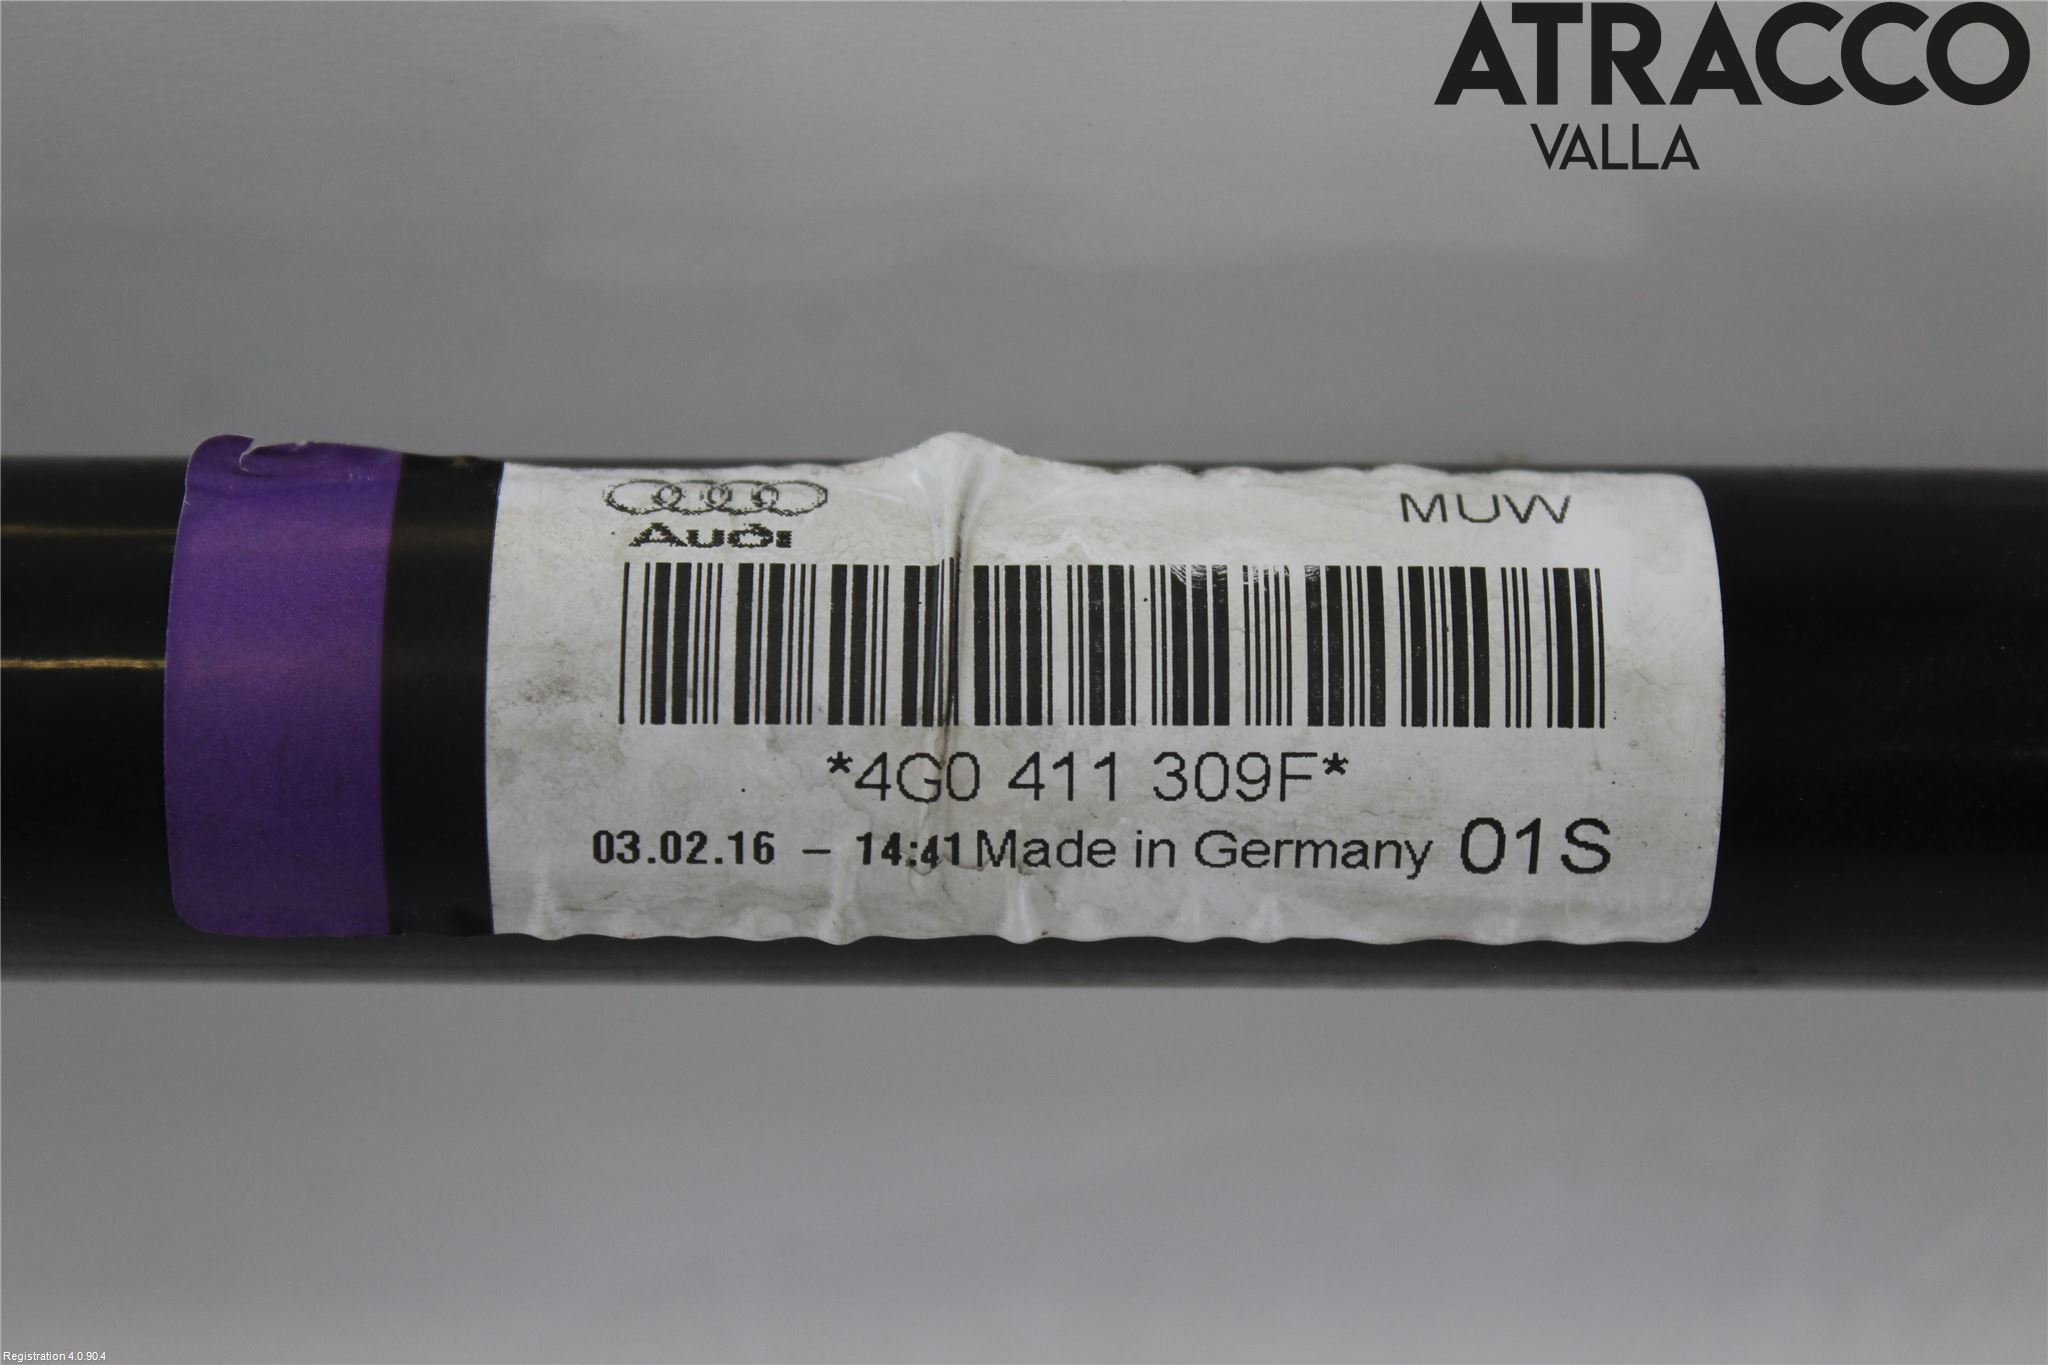 ATRACCO
VALLA
Audi
MUW
*4G0 411 309F*
03.02.16 – 14:41 Made in Germany 01S
Registration 4.0.90.4